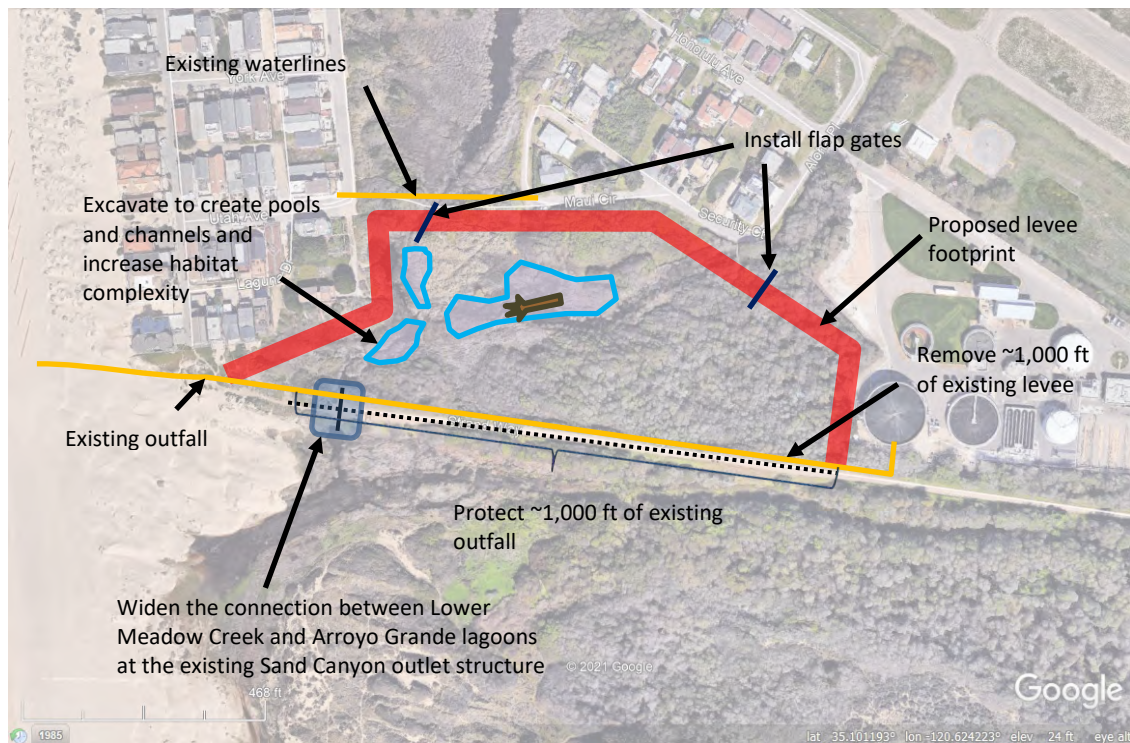 Existing waterlines
York Ave
Honolulu Ave
Install flap gates
Excavate to create pools
and channels and
increase habitat
complexity
Utah Ave
Maui Cir
Security Ct
Proposed levee
footprint
Remove ~1,000 ft
of existing levee
Existing outfall
Protect ~1,000 ft of existing
outfall
Widen the connection between Lower
Meadow Creek and Arroyo Grande lagoons
at the existing Sand Canyon outlet structure
© 2021 Google
468 ft
Google
1985
lat 35.101193° lon -120.624223° elev 24 ft eye alt